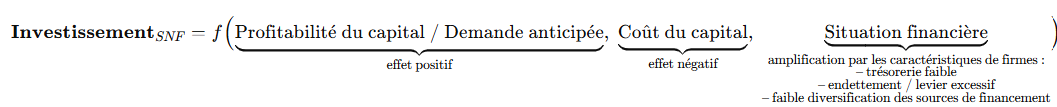 Investissement_{SNF} = f(Profitabilité du capital / Demande anticipée, Coût du capital, Situation financière)
effet positif
effet négatif
amplification par les caractéristiques de firmes :
– trésorerie faible
– endettement / levier excessif
– faible diversification des sources de financement